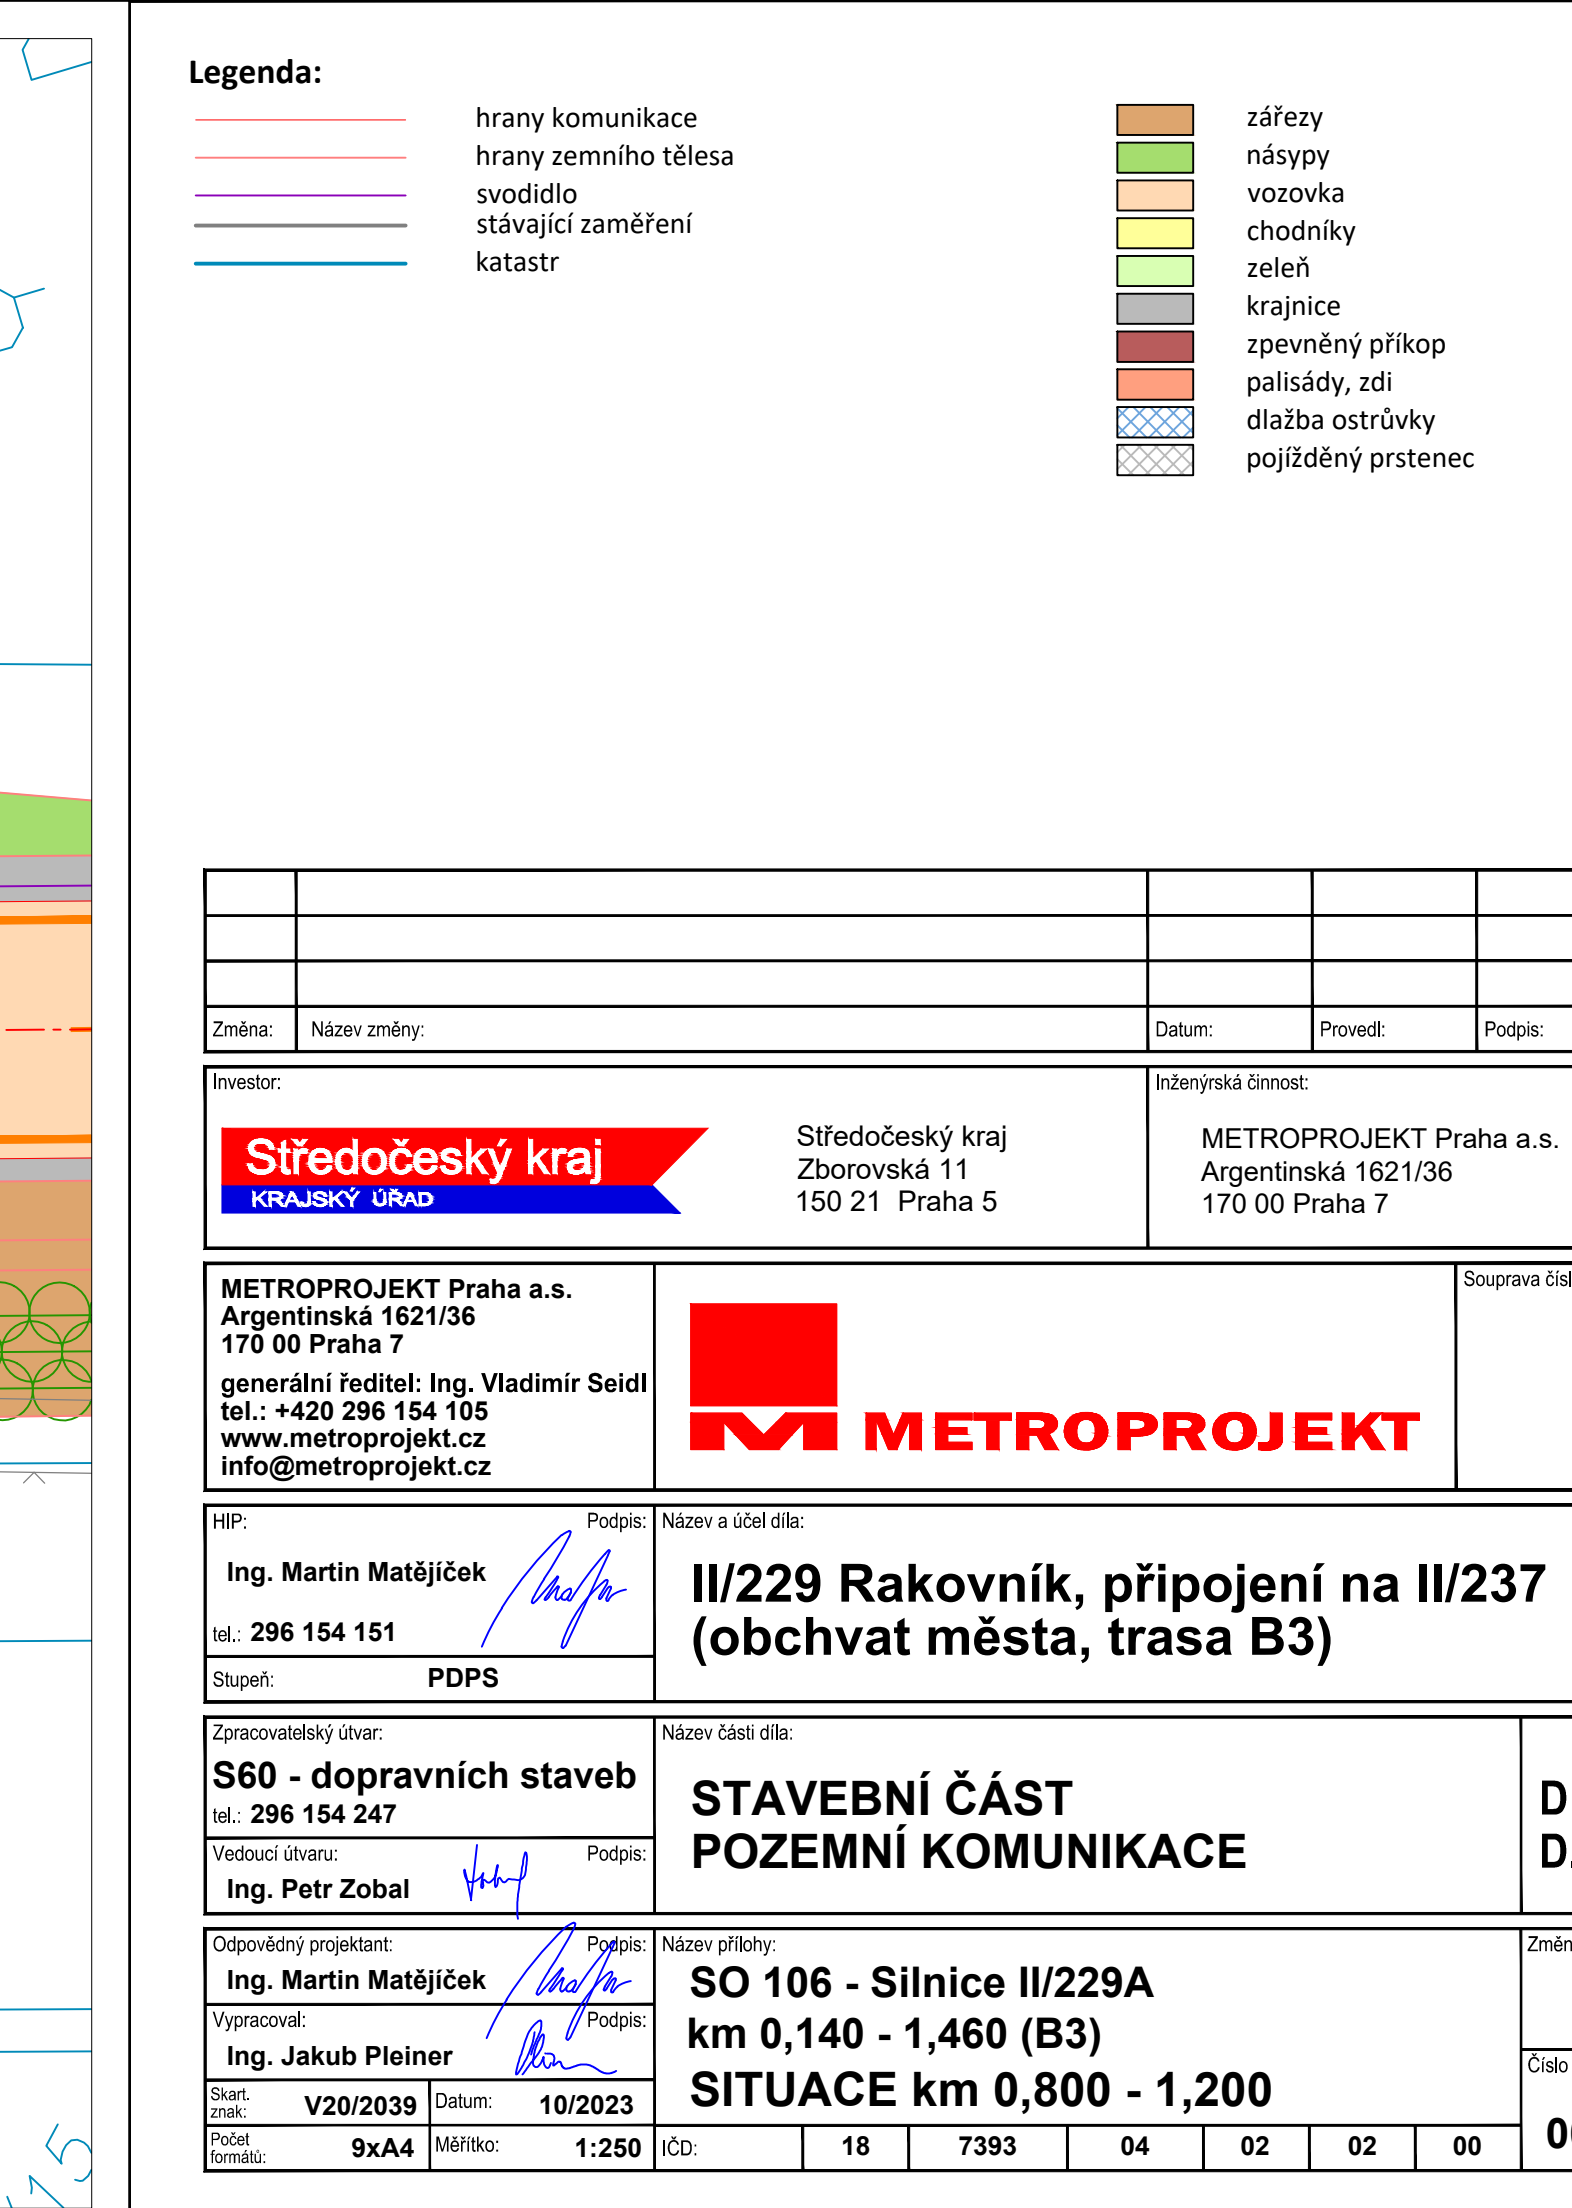 Legenda:
hrany komunikace
hrany zemního tělesa
svodidlo
stávající zaměření
katastr
zářezy
násypy
vozovka
chodníky
zeleň
krajnice
zpevněný příkop
palisády, zdi
dlažba ostrůvky
pojížděný prstenec
Změna: Název změny: Datum: Provedl: Podpis:
Investor:
Středočeský kraj
KRAJSKÝ ÚŘAD
Středočeský kraj
Zborovská 11
150 21 Praha 5
Inženýrská činnost:
METROPROJEKT Praha a.s.
Argentinská 1621/36
170 00 Praha 7
METROPROJEKT Praha a.s.
Argentinská 1621/36
170 00 Praha 7
generální ředitel: Ing. Vladimír Seidl
tel.: +420 296 154 105
www.metroprojekt.cz
info@metroprojekt.cz
METROPROJEKT
Souprava
HIP: Podpis:
Ing. Martin Matějíček
tel.: 296 154 151
Stupeň: PDPS
Název a účel díla:
II/229 Rakovník, připojení na II/237
(obchvat města, trasa B3)
Zpracovatelský útvar:
S60 - dopravních staveb
tel.: 296 154 247
Vedoucí útvaru: Podpis:
Ing. Petr Zobal
Název části díla:
STAVEBNÍ ČÁST
POZEMNÍ KOMUNIKACE
D
D.
Odpovědný projektant: Podpis:
Ing. Martin Matějíček
Vypracoval: Podpis:
Ing. Jakub Pleiner
Skart. znak: V20/2039 Datum: 10/2023
Počet formátů: 9xA4 Měřítko: 1:250
Název přílohy:
SO 106 - Silnice II/229A
km 0,140 - 1,460 (B3)
SITUACE km 0,800 - 1,200
IČD: 18 7393 04 02 02 00
Číslo
15